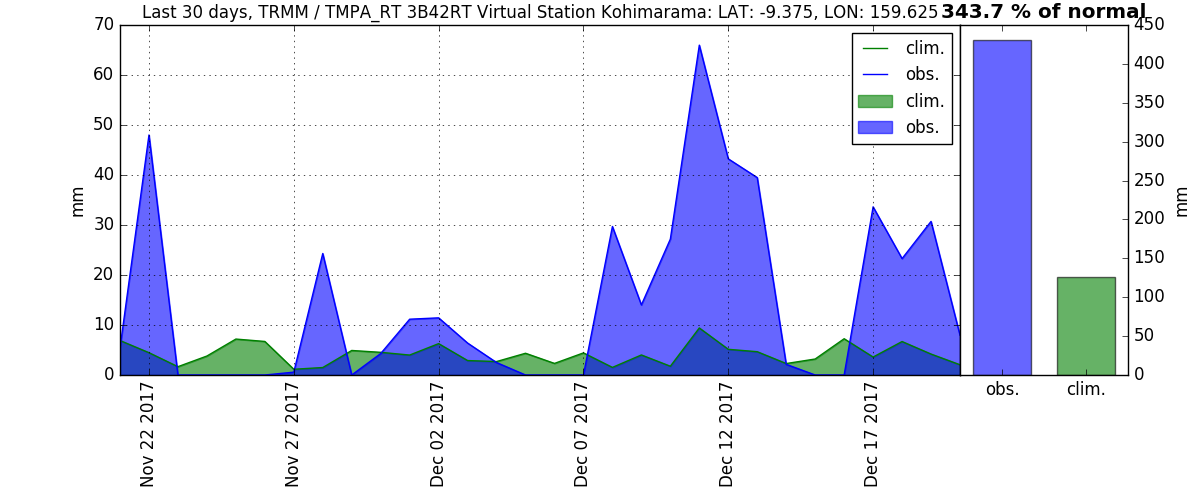 Last 30 days, TRMM / TMPA_RT 3B42RT Virtual Station Kohimarama: LAT: -9.375, LON: 159.625
343.7 % of normal
70
60
50
40
30
20
10
0
mm
clim.
obs.
clim.
obs.
Nov 22 2017
Nov 27 2017
Dec 02 2017
Dec 07 2017
Dec 12 2017
Dec 17 2017
450
400
350
300
250
200
150
100
50
0
mm
obs.
clim.